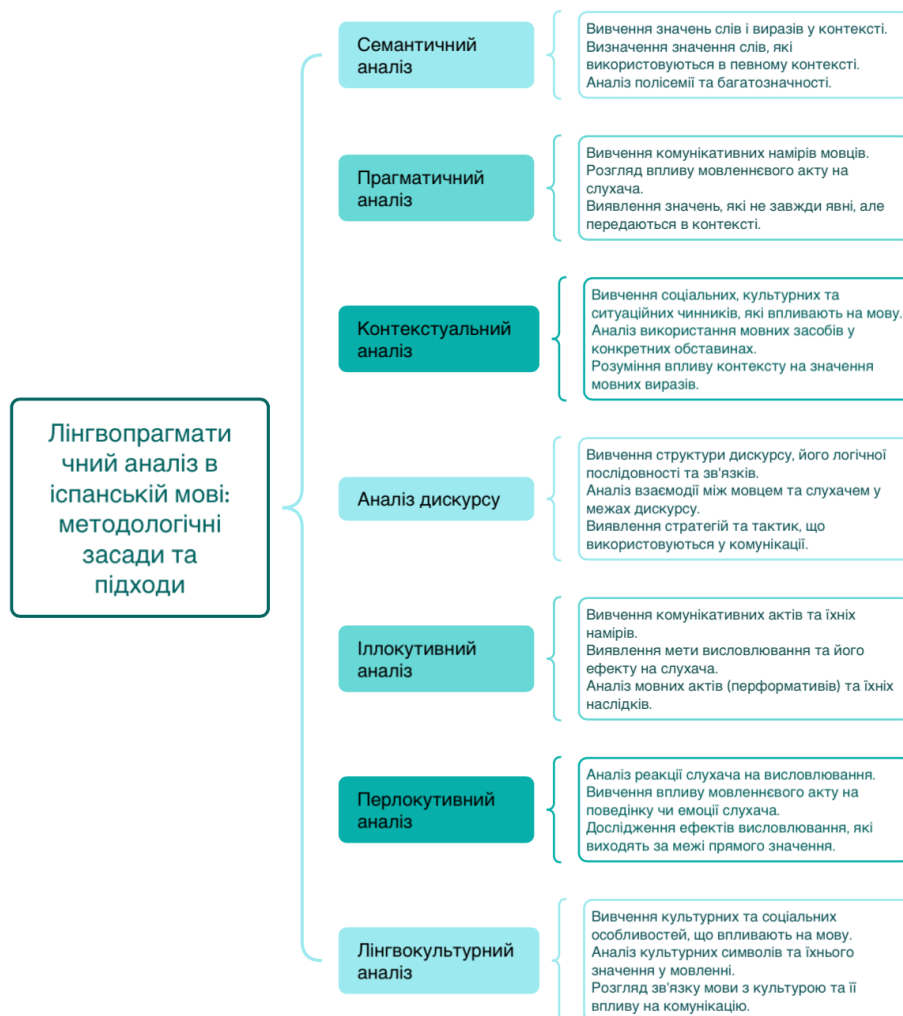 Лінгвопрагмати
чний аналіз в
іспанській мові:
методологічні
засади та
підходи
Семантичний
аналіз
Вивчення значень слів і виразів у контексті.
Визначення значення слів, які
використовуються в певному контексті.
Аналіз полісемії та багатозначності.
Прагматичний
аналіз
Вивчення комунікативних намірів мовців.
Розгляд впливу мовленнєвого акту на
слухача.
Виявлення значень, які не завжди явні, але
передаються в контексті.
Контекстуальний
аналіз
Вивчення соціальних, культурних та
ситуаційних чинників, які впливають на мову.
Аналіз використання мовних засобів у
конкретних обставинах.
Розуміння впливу контексту на значення
мовних виразів.
Аналіз дискурсу
Вивчення структури дискурсу, його логічної
послідовності та зв'язків.
Аналіз взаємодії між мовцем та слухачем у
межах дискурсу.
Виявлення стратегій та тактик, що
використовуються у комунікації.
Іллокутивний
аналіз
Вивчення комунікативних актів та їхніх
намірів.
Виявлення мети висловлювання та його
ефекту на слухача.
Аналіз мовних актів (перформативів) та їхніх
наслідків.
Перлокутивний
аналіз
Аналіз реакції слухача на висловлювання.
Вивчення впливу мовленнєвого акту на
поведінку чи емоції слухача.
Дослідження ефектів висловлювання, які
виходять за межі прямого значення.
Лінгвокультурний
аналіз
Вивчення культурних та соціальних
особливостей, що впливають на мову.
Аналіз культурних символів та їхнього
значення у мовленні.
Розгляд зв'язку мови з культурою та її
впливу на комунікацію.